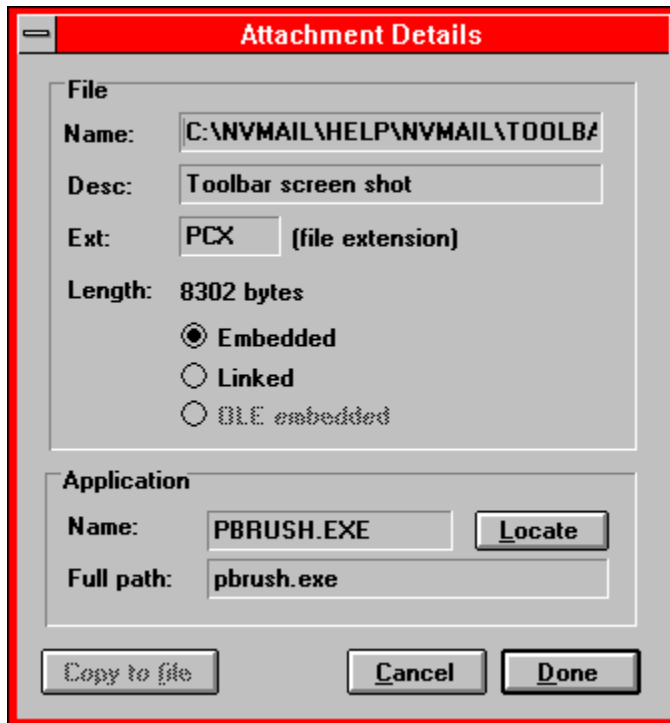 Attachment Details
File
Name: C:\NVMAIL\HELP\NVMAIL\TOOLBA
Desc: Toolbar screen shot
Ext: PCX (file extension)
Length: 8302 bytes
Embedded
Linked
OLE embedded
Application
Name: PBRUSH.EXE Locate
Full path: pbrush.exe
Copy to file Cancel Done